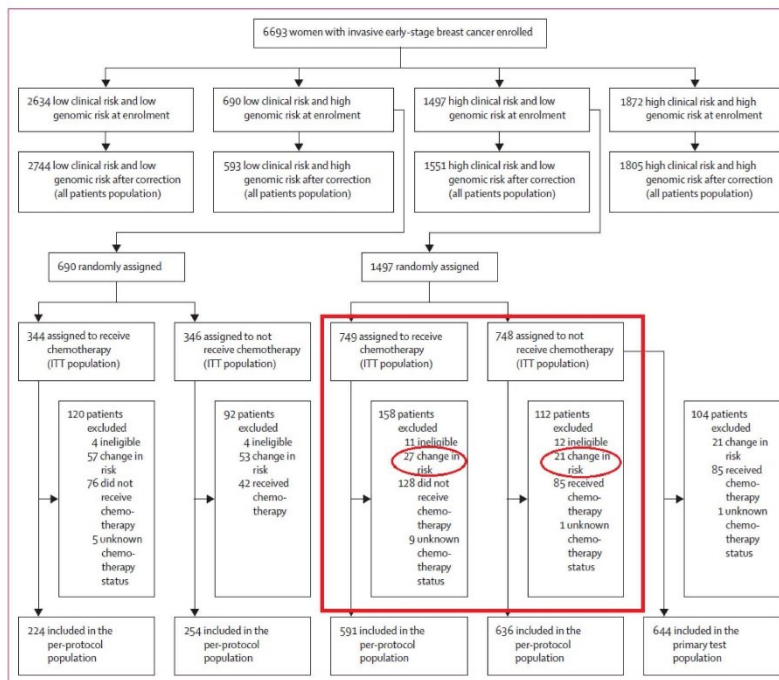 6693 women with invasive early-stage breast cancer enrolled
2634 low clinical risk and low
genomic risk at enrolment
690 low clinical risk and high
genomic risk at enrolment
1497 high clinical risk and low
genomic risk at enrolment
1872 high clinical risk and high
genomic risk at enrolment
2744 low clinical risk and low
genomic risk after correction
(all patients population)
593 low clinical risk and high
genomic risk after correction
(all patients population)
1551 high clinical risk and low
genomic risk after correction
(all patients population)
1805 high clinical risk and high
genomic risk after correction
(all patients population)
690 randomly assigned
1497 randomly assigned
344 assigned to receive
chemotherapy
(ITT population)
346 assigned to not
receive chemotherapy
(ITT population)
749 assigned to receive
chemotherapy
(ITT population)
748 assigned to not
receive chemotherapy
(ITT population)
120 patients
excluded
4 ineligible
57 change in
risk
76 did not
receive
chemo-
therapy
5 unknown
chemo-
therapy
status
92 patients
excluded
4 ineligible
53 change in
risk
42 received
chemo-
therapy
158 patients
excluded
11 ineligible
27 change in
risk
128 did not
receive
chemo-
therapy
9 unknown
chemo-
therapy
status
112 patients
excluded
12 ineligible
21 change in
risk
85 received
chemo-
therapy
1 unknown
chemo-
therapy
status
104 patients
excluded
21 change in
risk
85 received
chemo-
therapy
1 unknown
chemo-
therapy
status
224 included in the
per-protocol
population
254 included in the
per-protocol
population
591 included in the
per-protocol
population
636 included in the
per-protocol
population
644 included in the
primary test
population